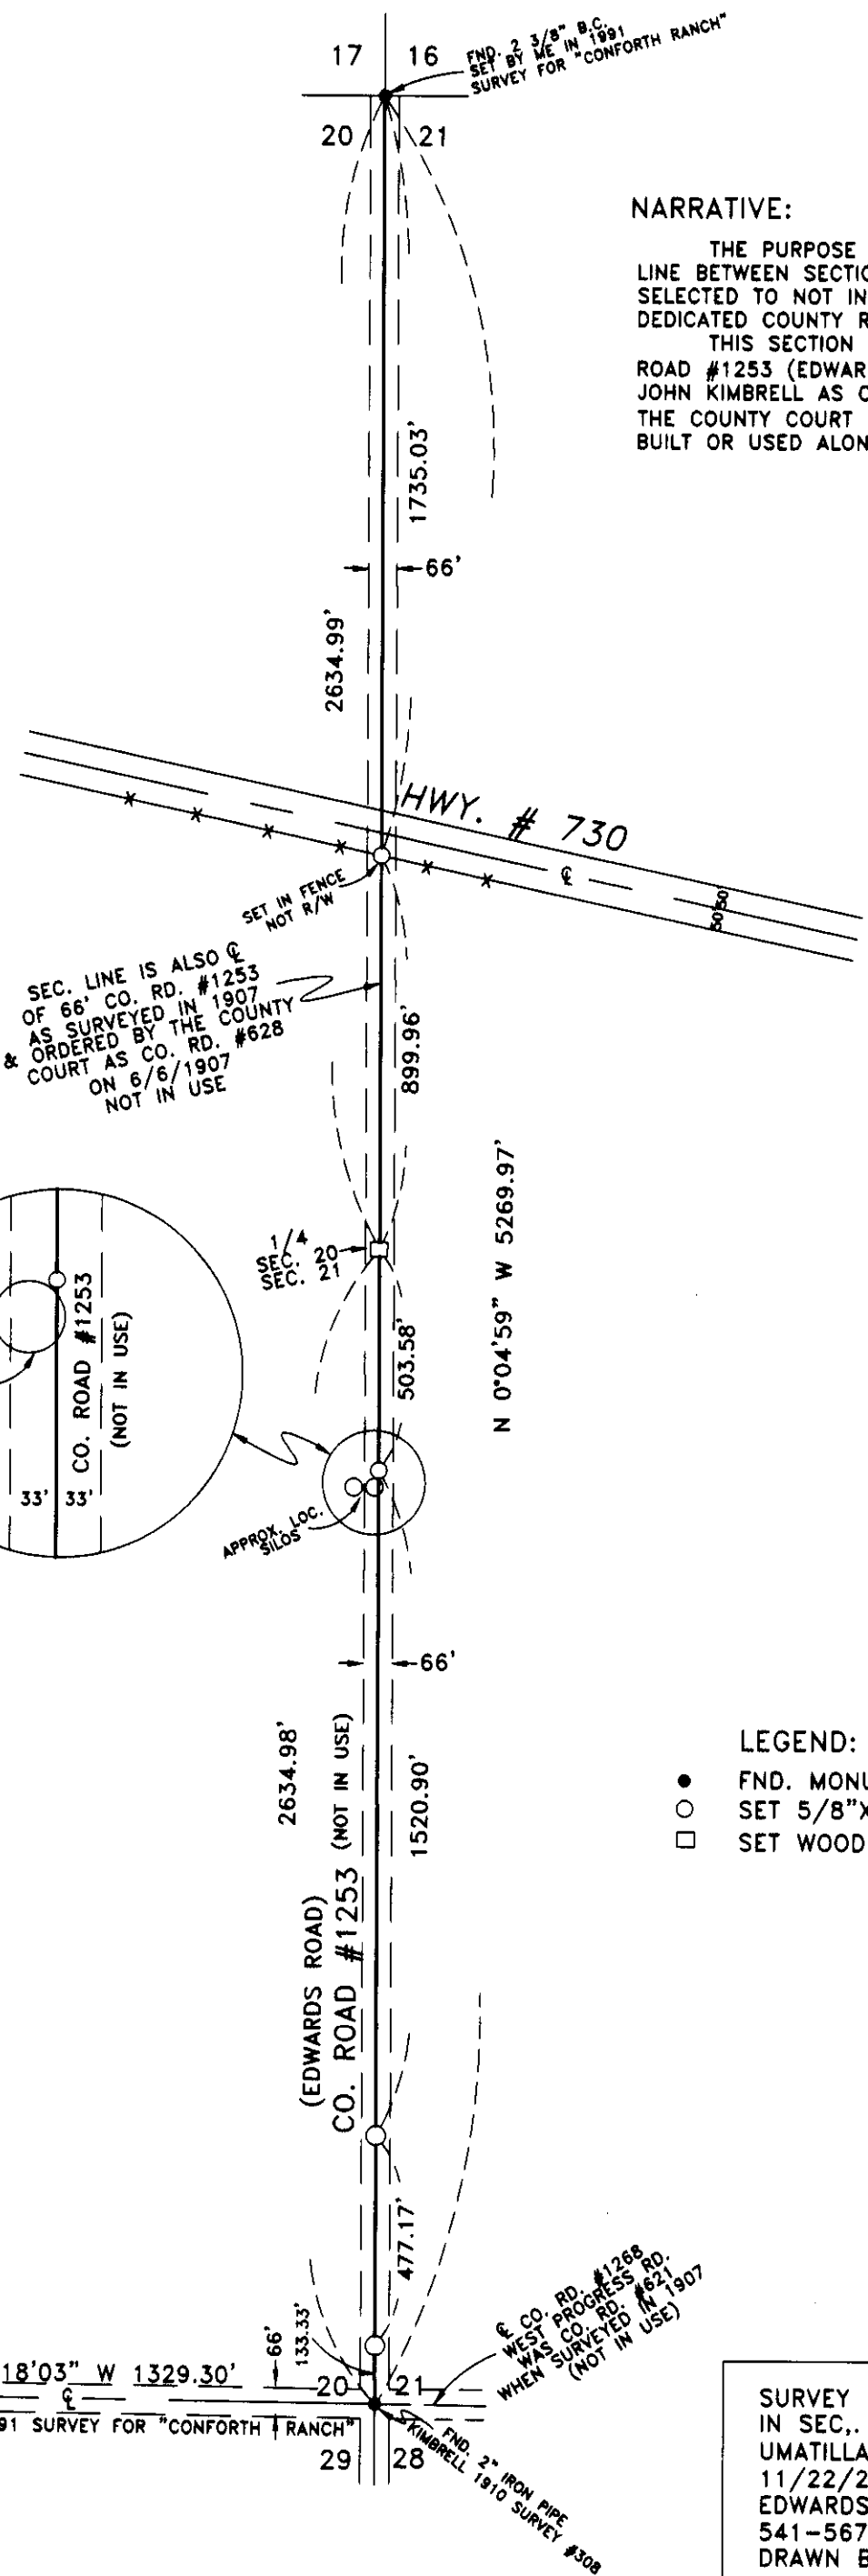 17 16
FND. 2 3/8" B.C.
SET BY ME IN 1991
SURVEY FOR "CONFORTH RANCH"
20 21
NARRATIVE:
THE PURPOSE
LINE BETWEEN SECTIO
SELECTED TO NOT IN
DEDICATED COUNTY R
THIS SECTION
ROAD #1253 (EDWAR
JOHN KIMBRELL AS C
THE COUNTY COURT
BUILT OR USED ALON
1735.03'
66'
2634.99'
HWY. # 730
℄
50' 50'
SET IN FENCE
NOT R/W
SEC. LINE IS ALSO ℄
OF 66' CO. RD. #1253
AS SURVEYED IN 1907
& ORDERED BY THE COUNTY
COURT AS CO. RD. #628
ON 6/6/1907
NOT IN USE
899.96'
N 0°04'59" W 5269.97'
1/4
SEC. 20
SEC. 21
503.58'
CO. ROAD #1253
(NOT IN USE)
33' 33'
APPROX. LOC.
SILOS
66'
2634.98'
1520.90'
(EDWARDS ROAD)
CO. ROAD #1253 (NOT IN USE)
LEGEND:
FND. MONU
SET 5/8"X
SET WOOD
477.17'
℄ CO. RD. #1268
WEST PROGRESS RD.
WAS CO. RD. #621
WHEN SURVEYED IN 1907
(NOT IN USE)
133.33'
66'
18'03" W 1329.30'
℄
20 21
91 SURVEY FOR "CONFORTH RANCH"
29 28
FND. 2" IRON PIPE
KIMBRELL 1910 SURVEY #308
SURVEY
IN SEC,.
UMATILLA
11/22/2
EDWARDS
541-567
DRAWN B